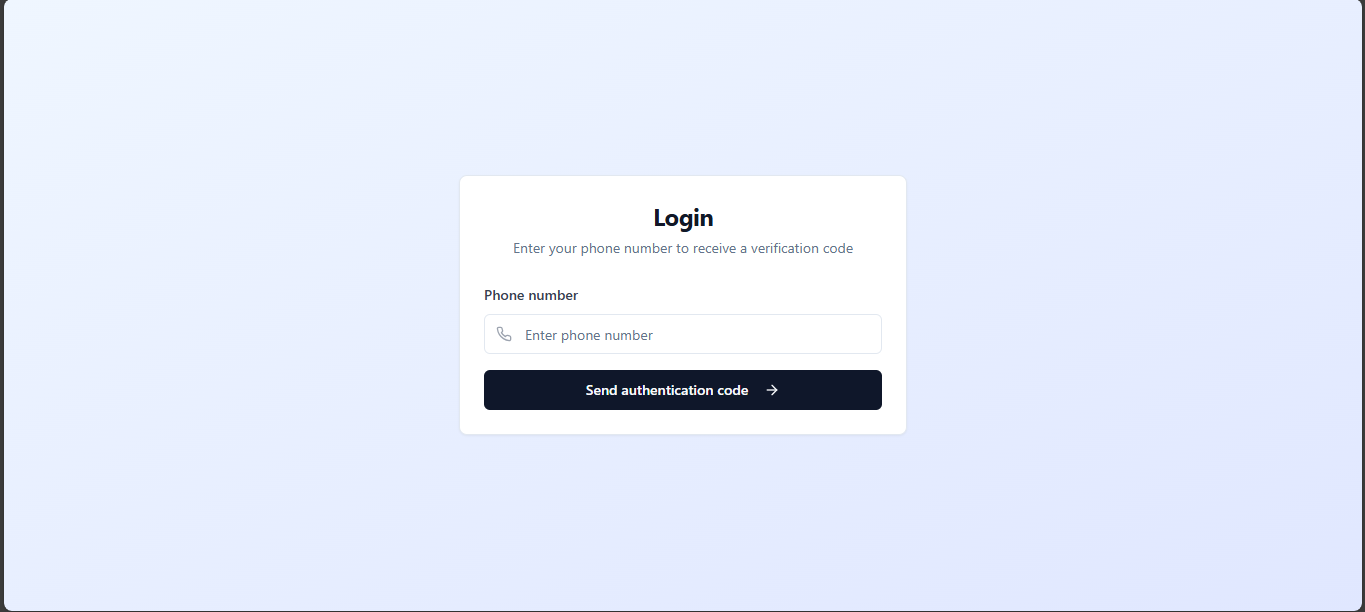 Login
Enter your phone number to receive a verification code
Phone number
Enter phone number
Send authentication code